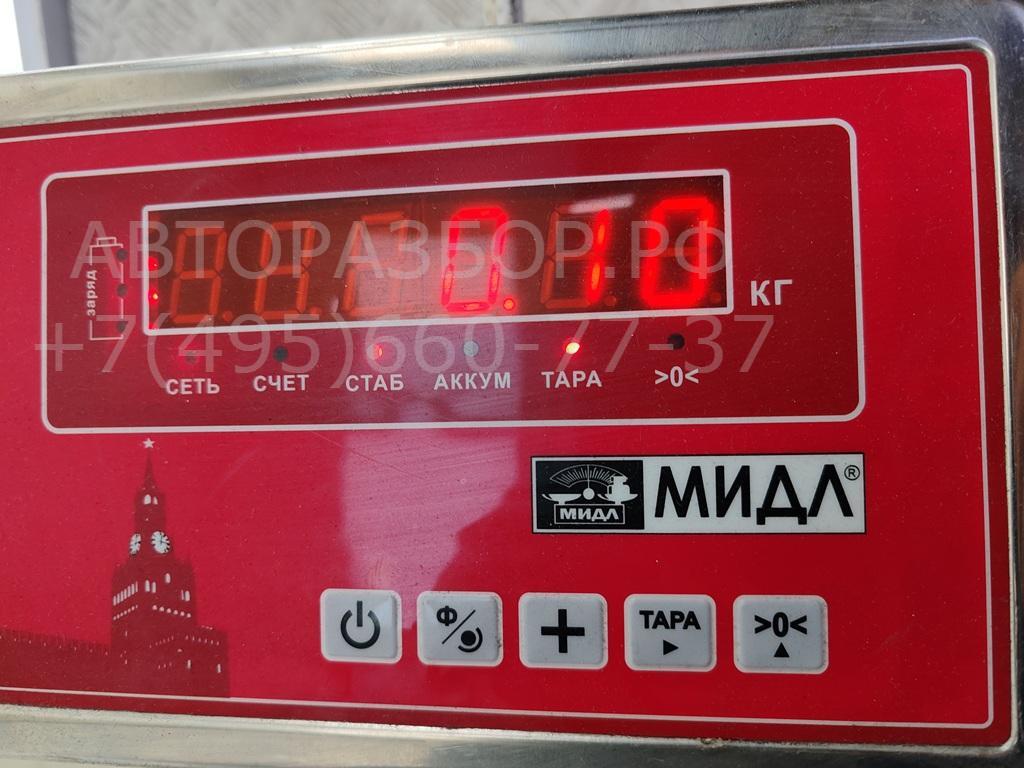 АВТОРАЗБОР.РФ
0.10
КГ
заряд
+7(495)660-77-37
СЕТЬ СЧЕТ СТАБ АККУМ ТАРА >0<
МИДЛ МИДЛ®
Ф/ + ТАРА >0<